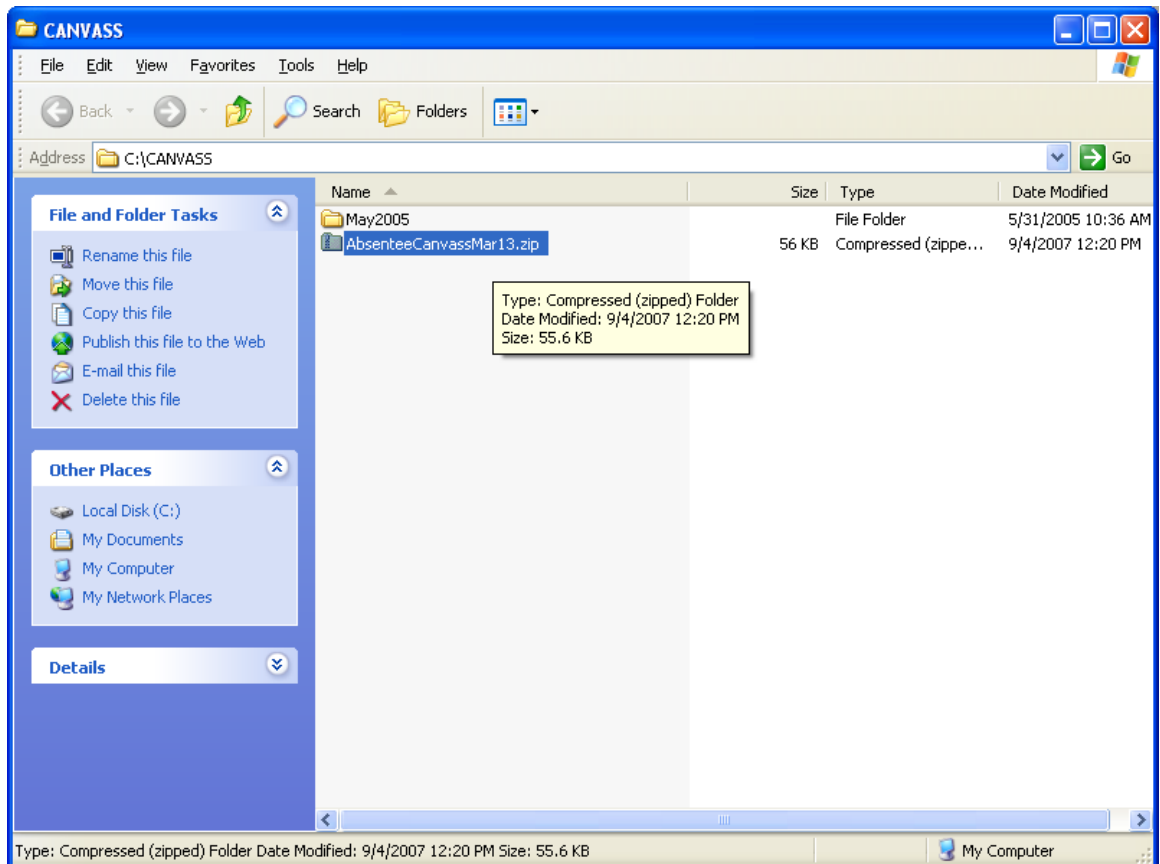 CANVASS
File Edit View Favorites Tools Help
Back Search Folders
Address C:\CANVASS Go
Name Size Type Date Modified
File and Folder Tasks
Rename this file
Move this file
Copy this file
Publish this file to the Web
E-mail this file
Delete this file
Other Places
Local Disk (C:)
My Documents
My Computer
My Network Places
Details
May2005 File Folder 5/31/2005 10:36 AM
AbsenteeCanvassMar13.zip 56 KB Compressed (zippe... 9/4/2007 12:20 PM
Type: Compressed (zipped) Folder
Date Modified: 9/4/2007 12:20 PM
Size: 55.6 KB
Type: Compressed (zipped) Folder Date Modified: 9/4/2007 12:20 PM Size: 55.6 KB My Computer